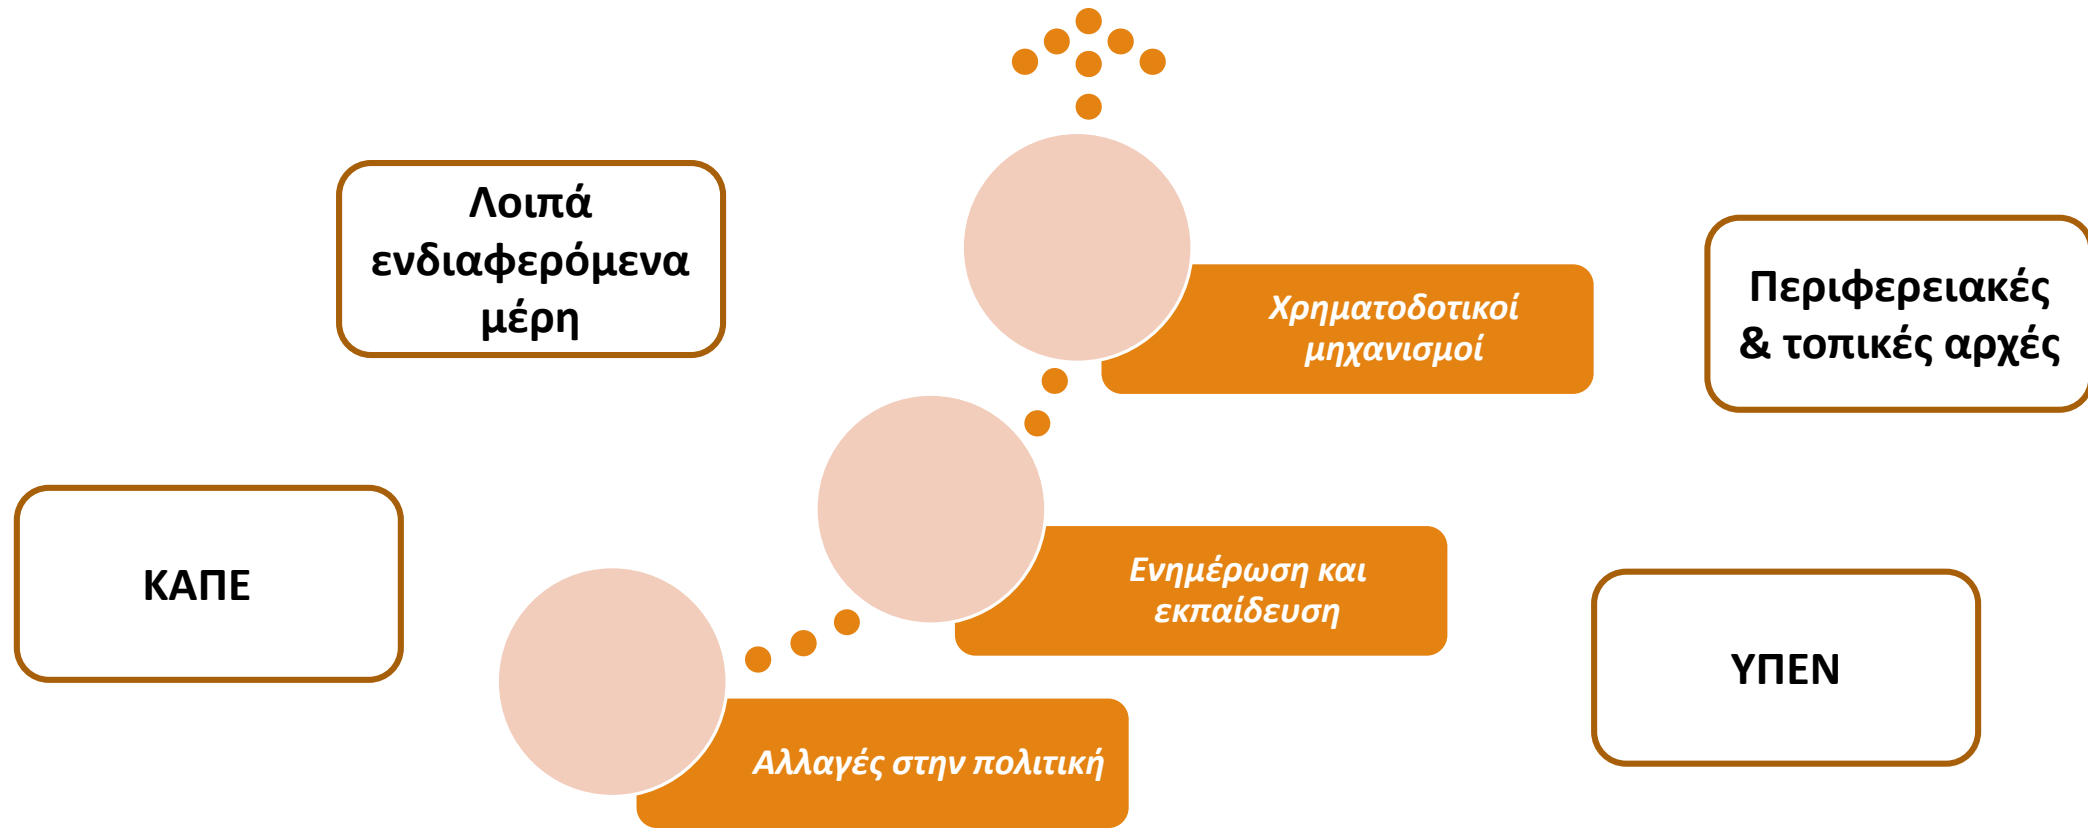 Λοιπά
ενδιαφερόμενα
μέρη
Περιφερειακές
& τοπικές αρχές
Χρηματοδοτικοί
μηχανισμοί
ΚΑΠΕ
Ενημέρωση και
εκπαίδευση
ΥΠΕΝ
Αλλαγές στην πολιτική